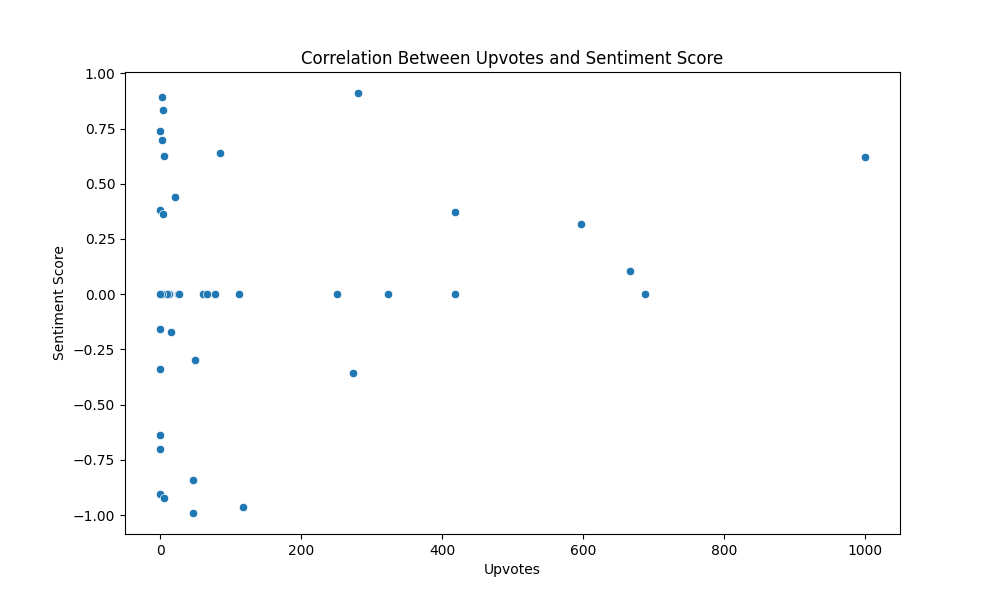 Correlation Between Upvotes and Sentiment Score
1.00
0.75
0.50
0.25
0.00
−0.25
−0.50
−0.75
−1.00
Sentiment Score
0 200 400 600 800 1000
Upvotes